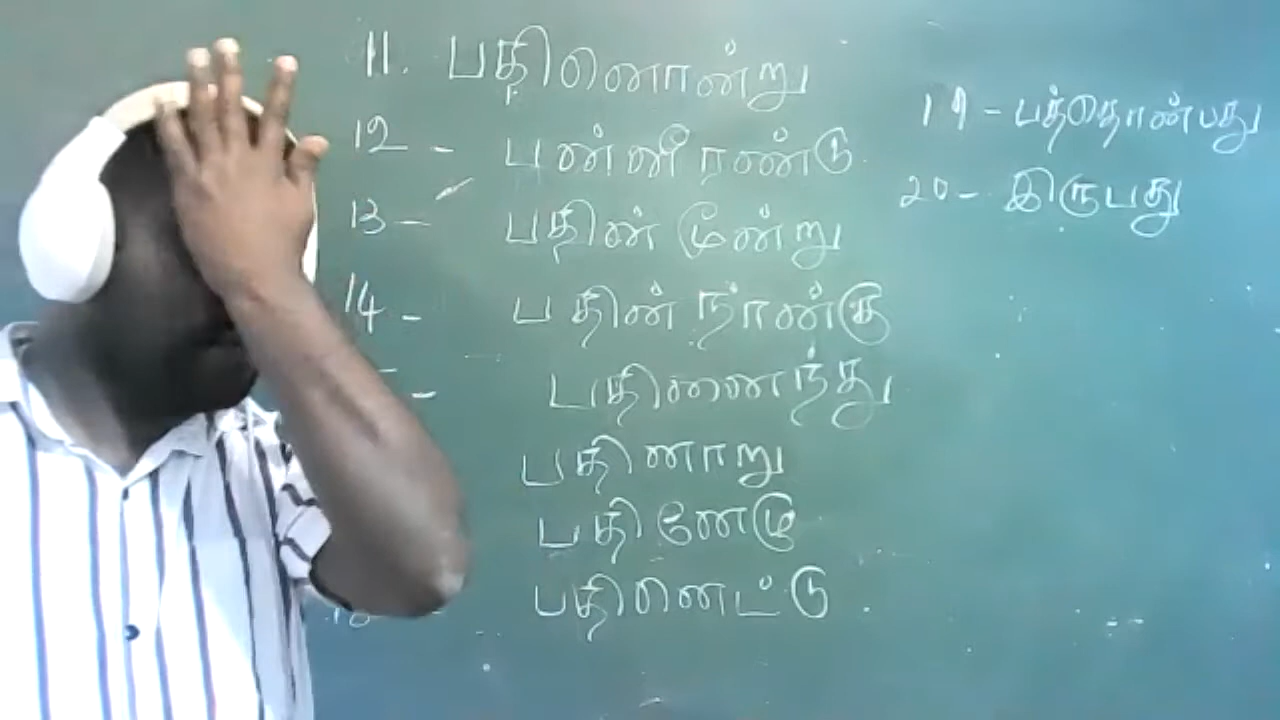 11. பதினொன்று
12 - பன்னீரண்டு
13 - பதின் மூன்று
14 - பதின் நான்கு
- பதினைந்து
பதினாறு
பதினேழு
18 பதினெட்டு
19 - பத்தொண்பது
20 - இருபது